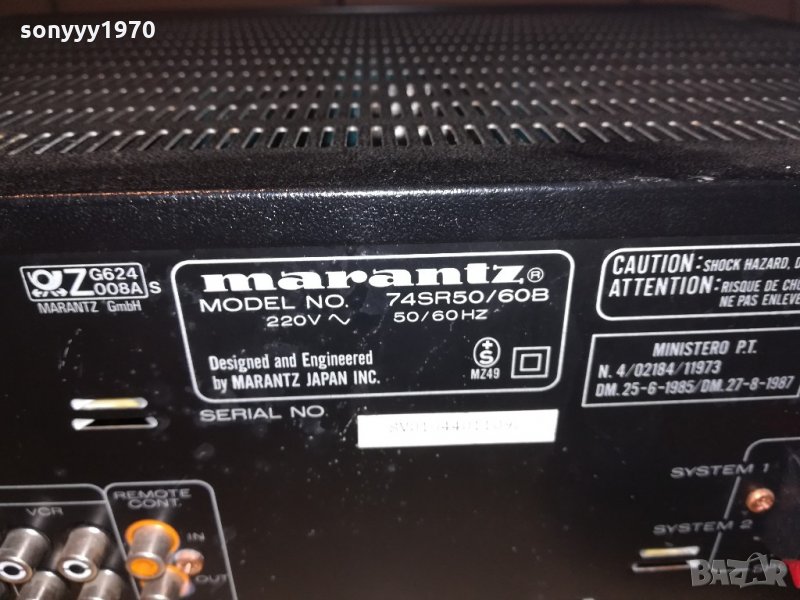 sonyyy1970
G624
008A S
MARANTZ GmbH
marantz®
MODEL NO. 74SR50/60B
220V ~ 50/60HZ
Designed and Engineered
by MARANTZ JAPAN INC.
S
MZ49
SERIAL NO
CAUTION: SHOCK HAZARD, D
ATTENTION: RISQUE DE CHO
NE PAS ENLEVE
MINISTERO P.T.
N. 4/02184/11973
DM. 25-6-1985/DM. 27-8-1987
SYSTEM 1
SYSTEM 2
VCR
REMOTE
CONT.
IN
OUT
BAZAR